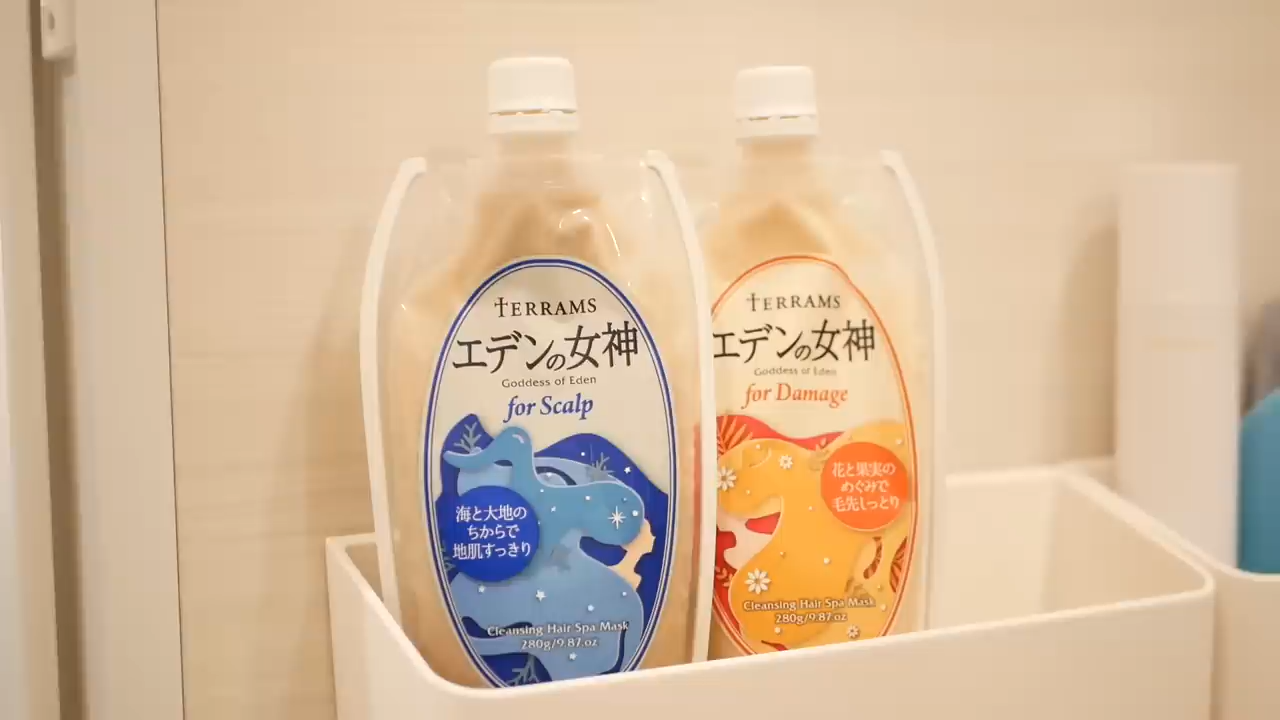 TERRAMS
エデンの女神
Goddess of Eden
for Scalp
海と大地の
ちからで
地肌すっきり
Cleansing Hair Spa Mask
280g/9.87.oz
TERRAMS
エデンの女神
Goddess of Eden
for Damage
花と果実の
めぐみで
毛先しっとり
Cleansing Hair Spa Mask
280g/9.87.oz